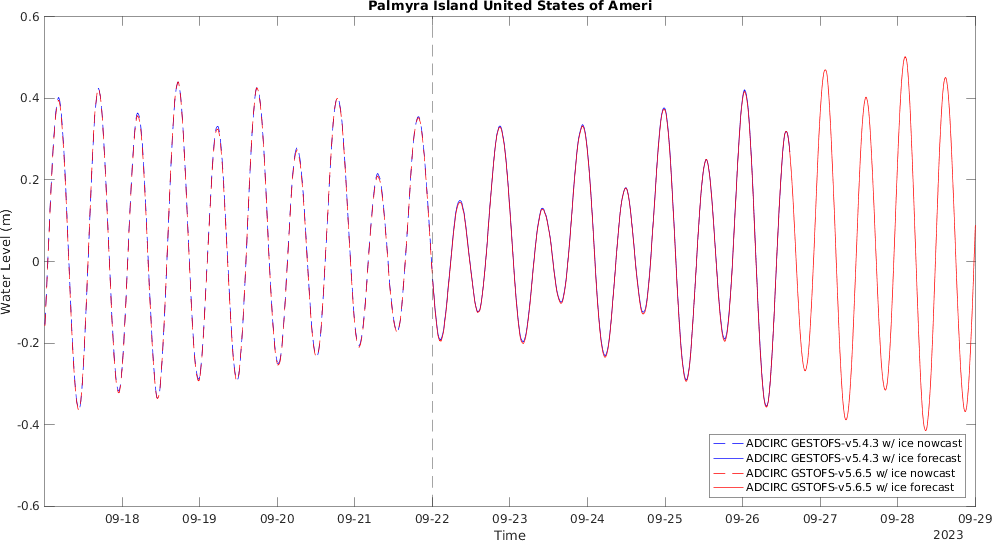 Palmyra Island United States of Ameri
0.6
0.4
0.2
0
-0.2
-0.4
-0.6
Water Level (m)
09-18 09-19 09-20 09-21 09-22 09-23 09-24 09-25 09-26 09-27 09-28 09-29
Time
2023
ADCIRC GESTOFS-v5.4.3 w/ ice nowcast
ADCIRC GESTOFS-v5.4.3 w/ ice forecast
ADCIRC GSTOFS-v5.6.5 w/ ice nowcast
ADCIRC GSTOFS-v5.6.5 w/ ice forecast